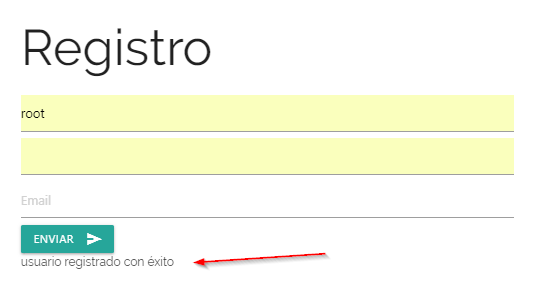 Registro
root
Email
ENVIAR
usuario registrado con éxito